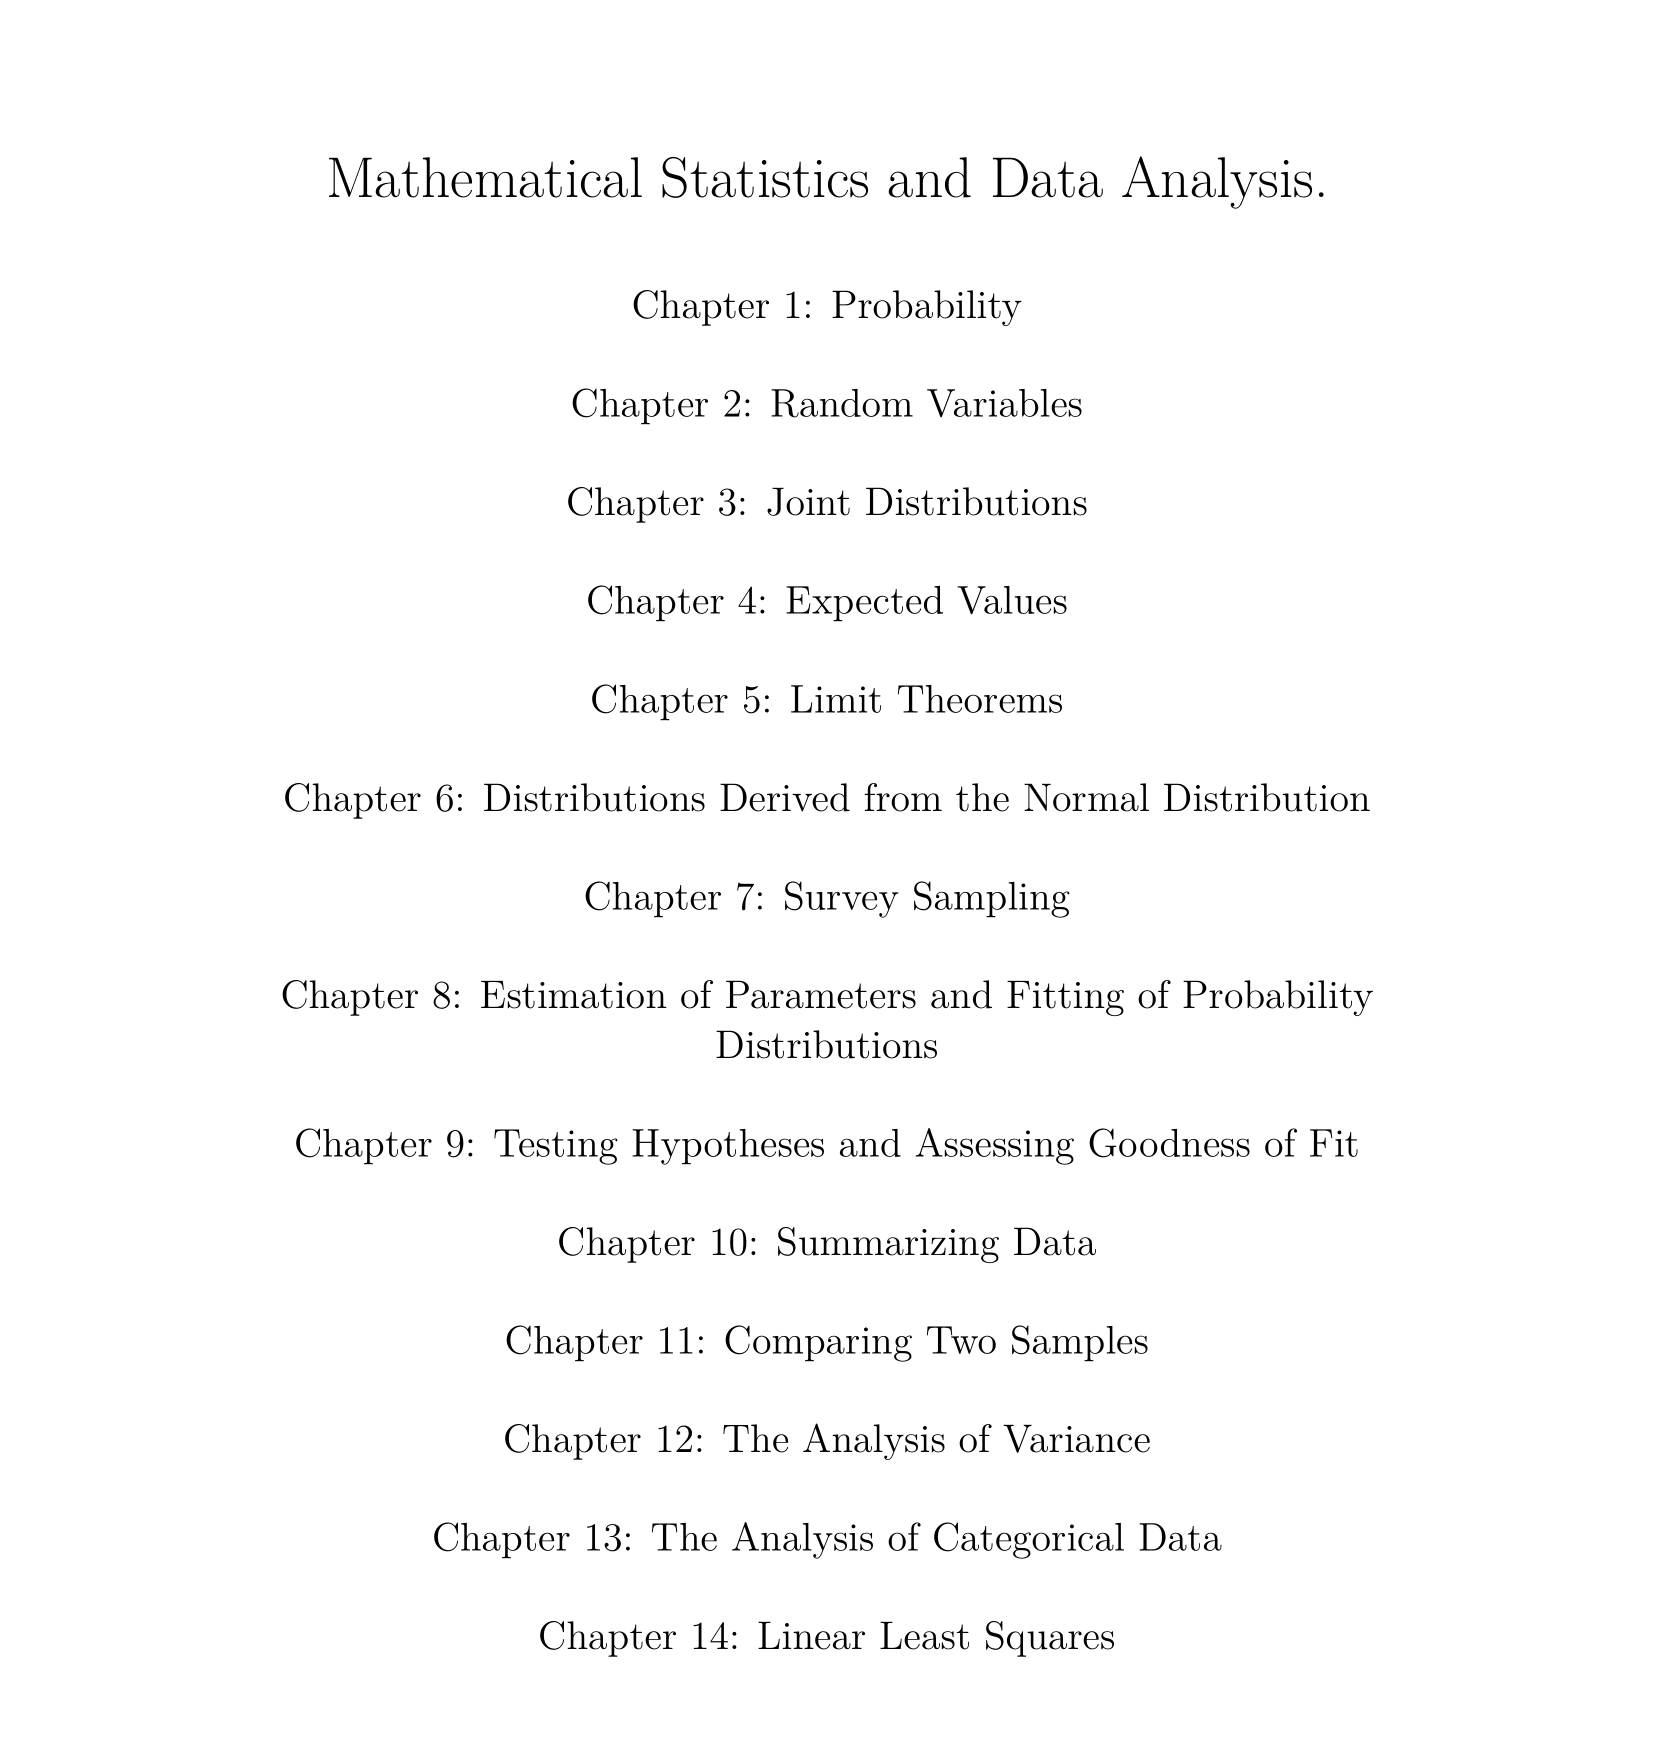 Mathematical Statistics and Data Analysis.
Chapter 1: Probability
Chapter 2: Random Variables
Chapter 3: Joint Distributions
Chapter 4: Expected Values
Chapter 5: Limit Theorems
Chapter 6: Distributions Derived from the Normal Distribution
Chapter 7: Survey Sampling
Chapter 8: Estimation of Parameters and Fitting of Probability
Distributions
Chapter 9: Testing Hypotheses and Assessing Goodness of Fit
Chapter 10: Summarizing Data
Chapter 11: Comparing Two Samples
Chapter 12: The Analysis of Variance
Chapter 13: The Analysis of Categorical Data
Chapter 14: Linear Least Squares